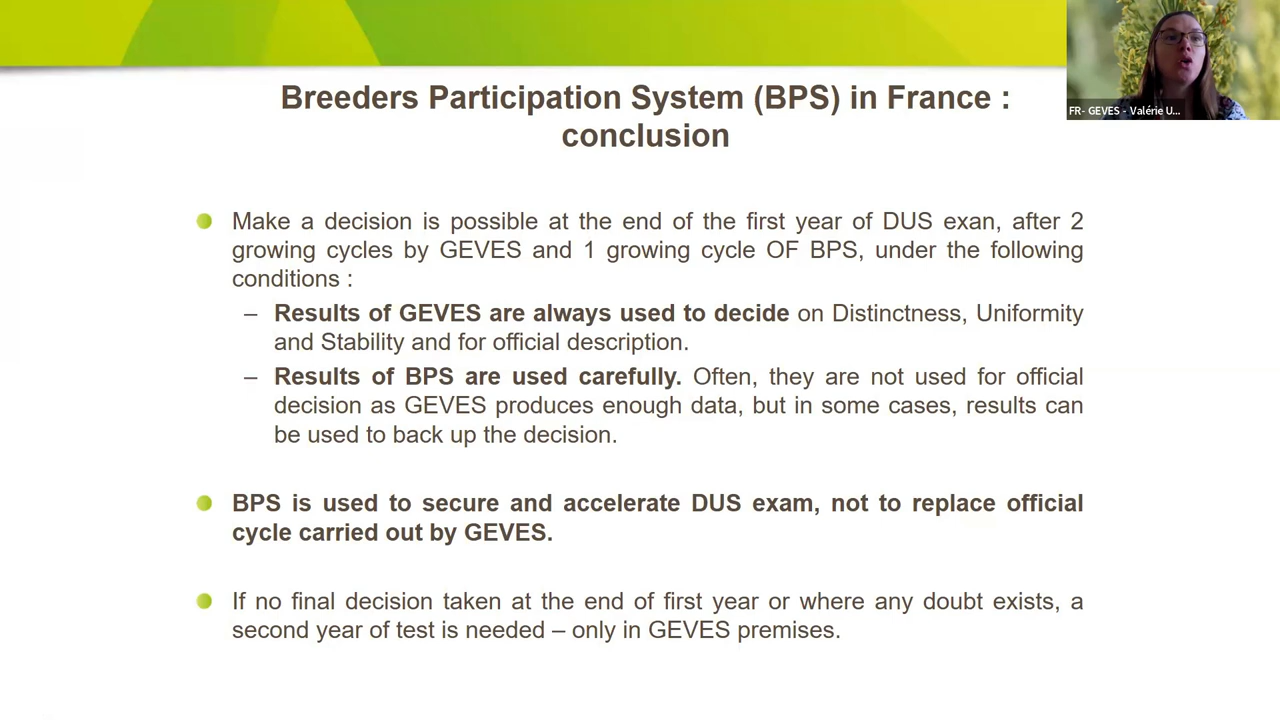 Breeders Participation System (BPS) in France :
conclusion
FR- GEVES - Valérie U...
Make a decision is possible at the end of the first year of DUS exan, after 2
growing cycles by GEVES and 1 growing cycle OF BPS, under the following
conditions :
– Results of GEVES are always used to decide on Distinctness, Uniformity
and Stability and for official description.
– Results of BPS are used carefully. Often, they are not used for official
decision as GEVES produces enough data, but in some cases, results can
be used to back up the decision.
BPS is used to secure and accelerate DUS exam, not to replace official
cycle carried out by GEVES.
If no final decision taken at the end of first year or where any doubt exists, a
second year of test is needed – only in GEVES premises.